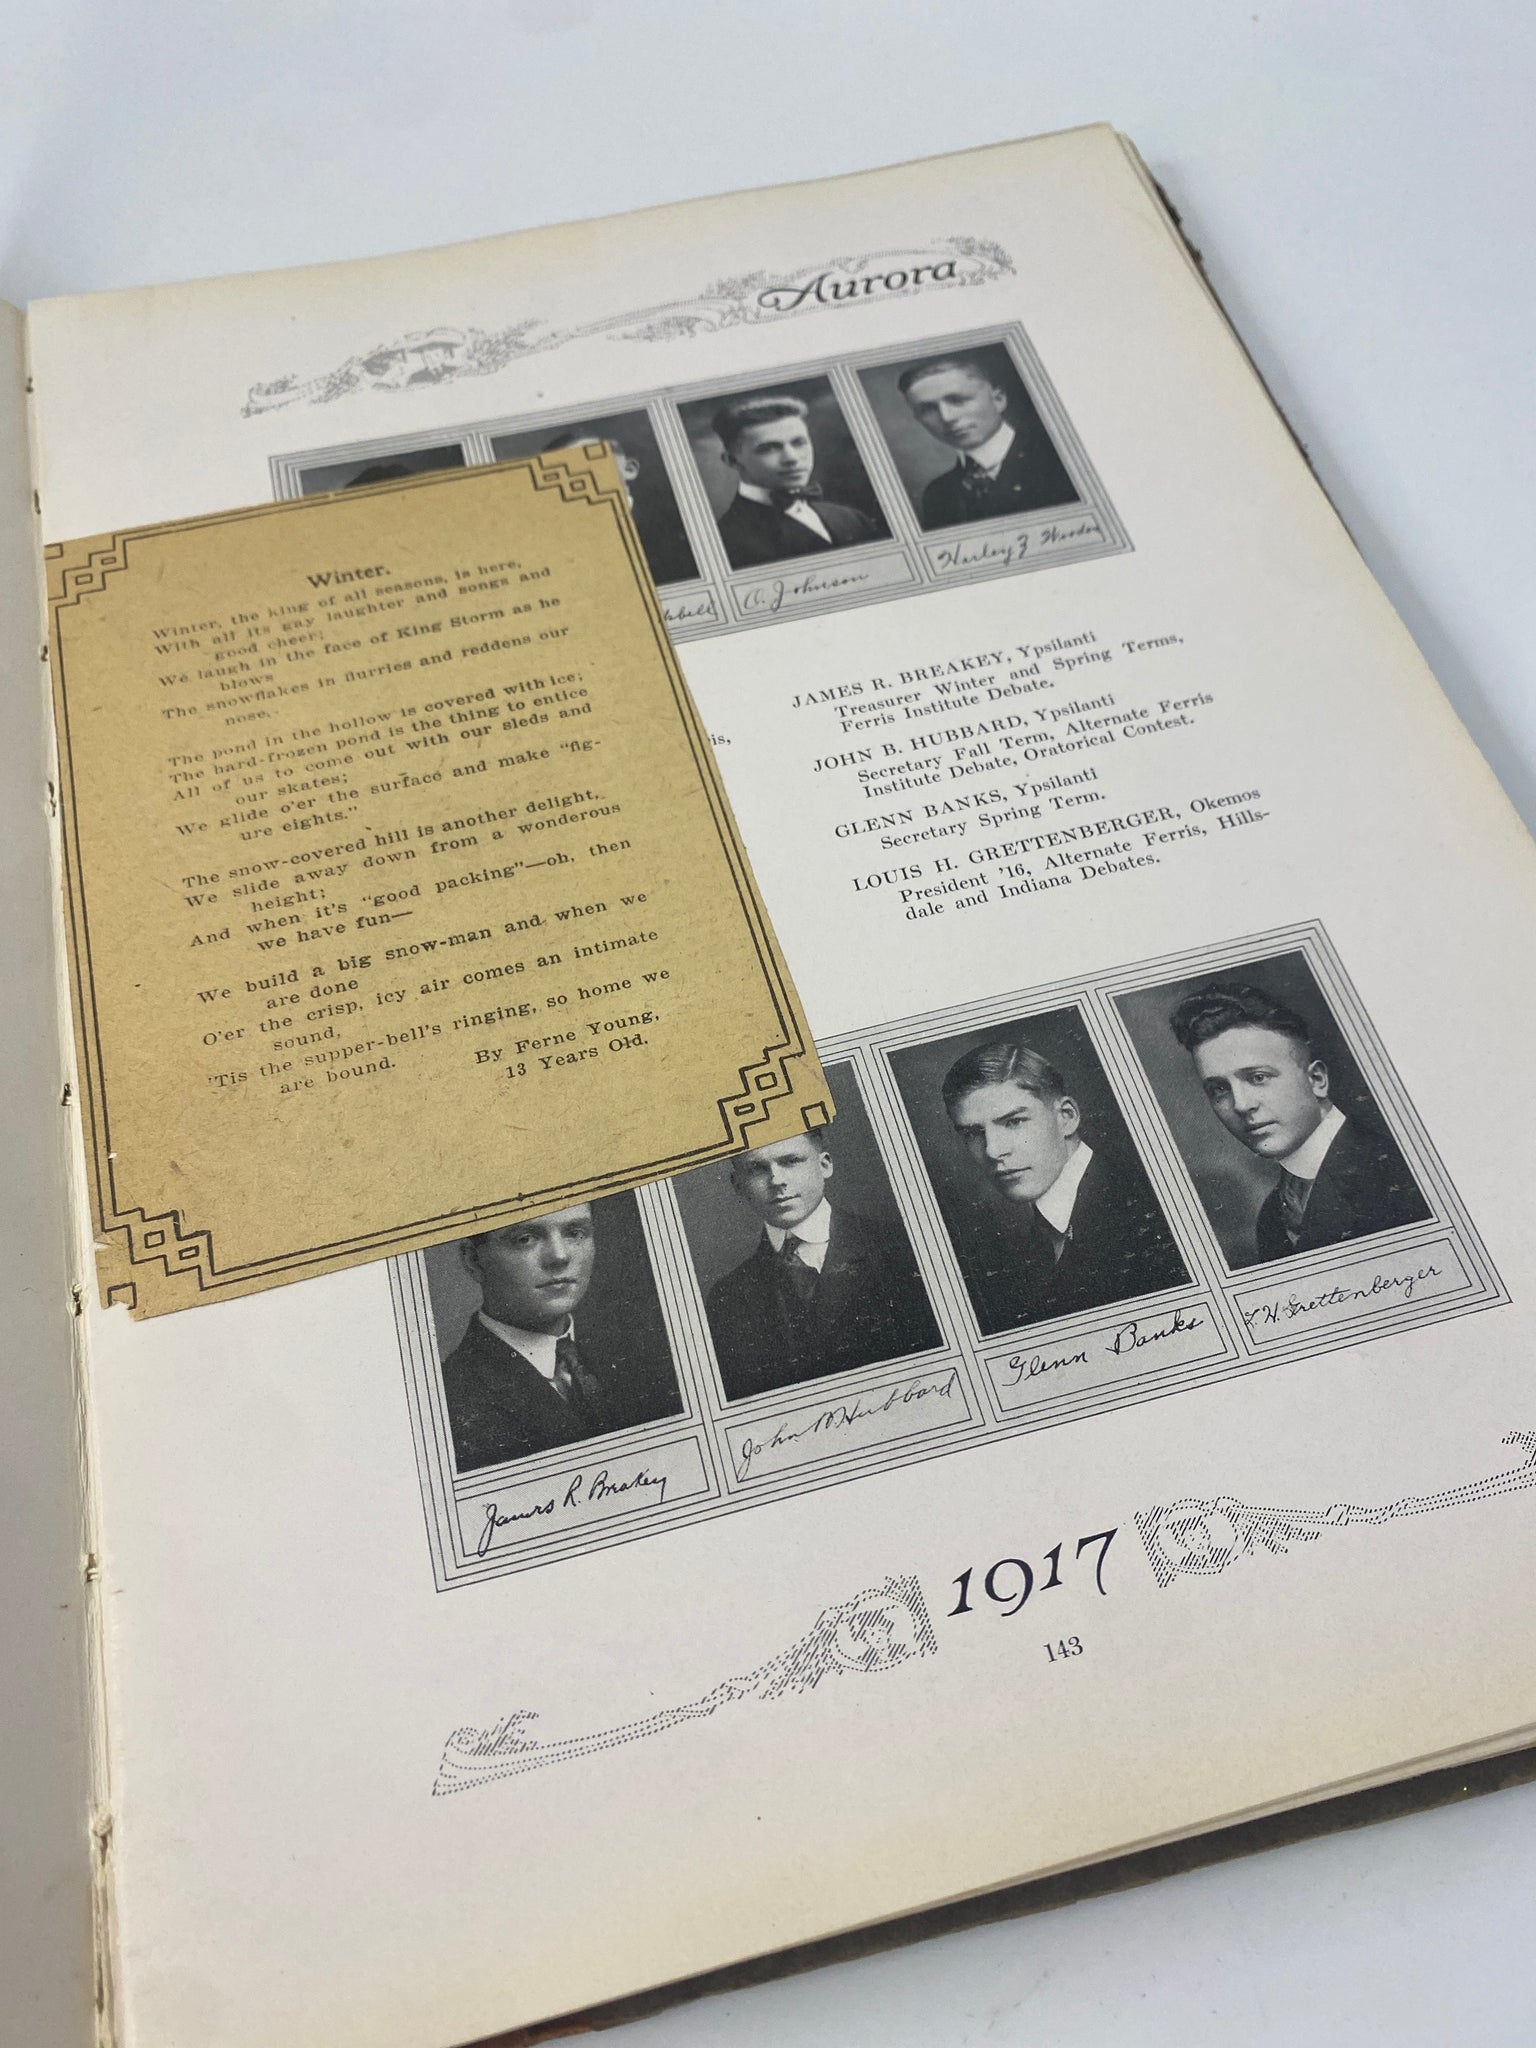 Aurora
O. Johnson
Harley Z Wooden
Winter.
Winter, the king of all seasons, is here,
With all its gay laughter and songs and
good cheer;
We laugh in the face of King Storm as he
blows
The snowflakes in flurries and reddens our
nose.
The pond in the hollow is covered with ice;
The hard-frozen pond is the thing to entice
All of us to come out with our sleds and
our skates;
We glide o'er the surface and make "fig-
ure eights."
The snow-covered hill is another delight,
We slide away down from a wonderous
height;
And when it's "good packing"—oh, then
we have fun—
We build a big snow-man and when we
are done
O'er the crisp, icy air comes an intimate
sound,
'Tis the supper-bell's ringing, so home we
are bound.
By Ferne Young,
13 Years Old.
is,
JAMES R. BREAKEY, Ypsilanti
Treasurer Winter and Spring Terms,
Ferris Institute Debate.
JOHN B. HUBBARD, Ypsilanti
Secretary Fall Term, Alternate Ferris
Institute Debate, Oratorical Contest.
GLENN BANKS, Ypsilanti
Secretary Spring Term.
LOUIS H. GRETTENBERGER, Okemos
President '16, Alternate Ferris, Hills-
dale and Indiana Debates.
James R. Breakey
John B Hubbard
Glenn Banks
L. H. Grettenberger
1917
143